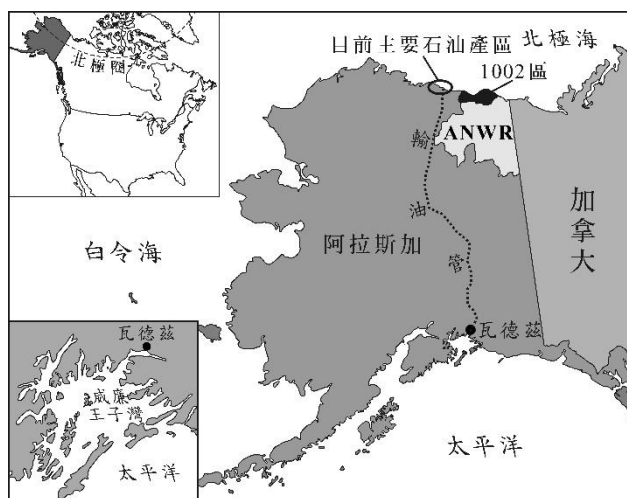 北極圈
目前主要石油產區
北極海
1002區
ANWR
輸
油
管
加
拿
大
白令海
阿拉斯加
瓦德茲
瓦德茲
威廉
王子灣
太平洋
太平洋